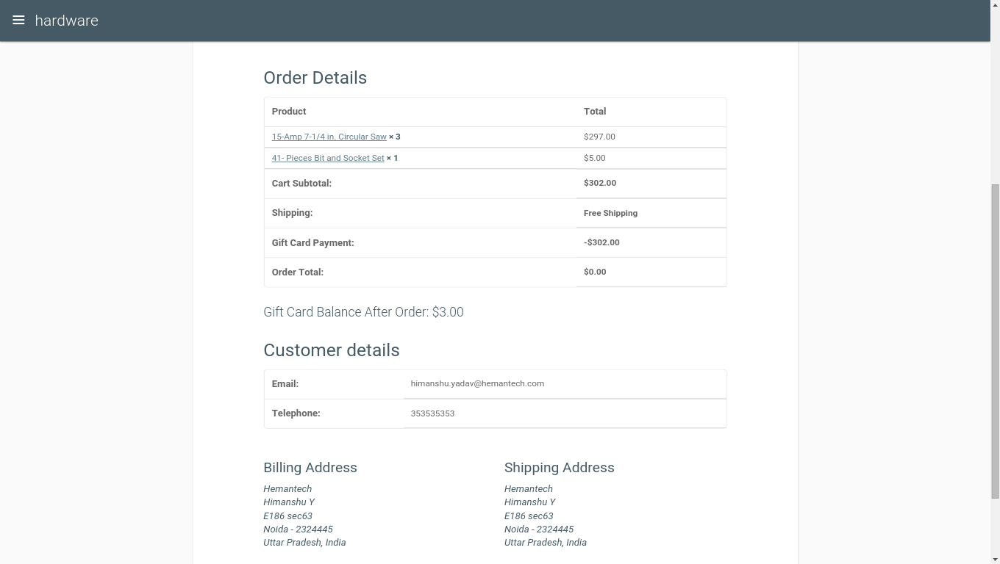 hardware
Order Details
Product Total
15-Amp 7-1/4 in. Circular Saw × 3 $297.00
41- Pieces Bit and Socket Set × 1 $5.00
Cart Subtotal: $302.00
Shipping: Free Shipping
Gift Card Payment: -$302.00
Order Total: $0.00
Gift Card Balance After Order: $3.00
Customer details
Email: himanshu.yadav@hemantech.com
Telephone: 353535353
Billing Address
Hemantech
Himanshu Y
E186 sec63
Noida - 2324445
Uttar Pradesh, India
Shipping Address
Hemantech
Himanshu Y
E186 sec63
Noida - 2324445
Uttar Pradesh, India